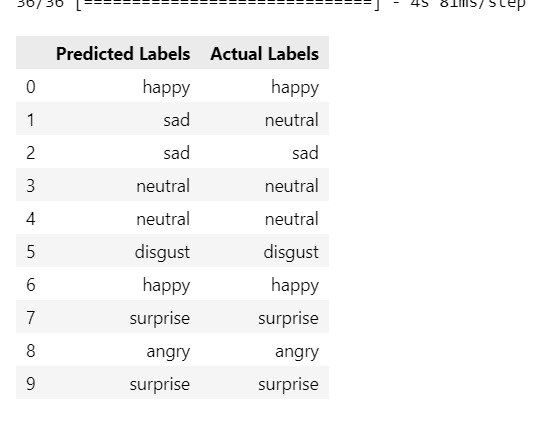 36/36 [==============================] - 4s 81ms/step
Predicted Labels Actual Labels
0 happy happy
1 sad neutral
2 sad sad
3 neutral neutral
4 neutral neutral
5 disgust disgust
6 happy happy
7 surprise surprise
8 angry angry
9 surprise surprise